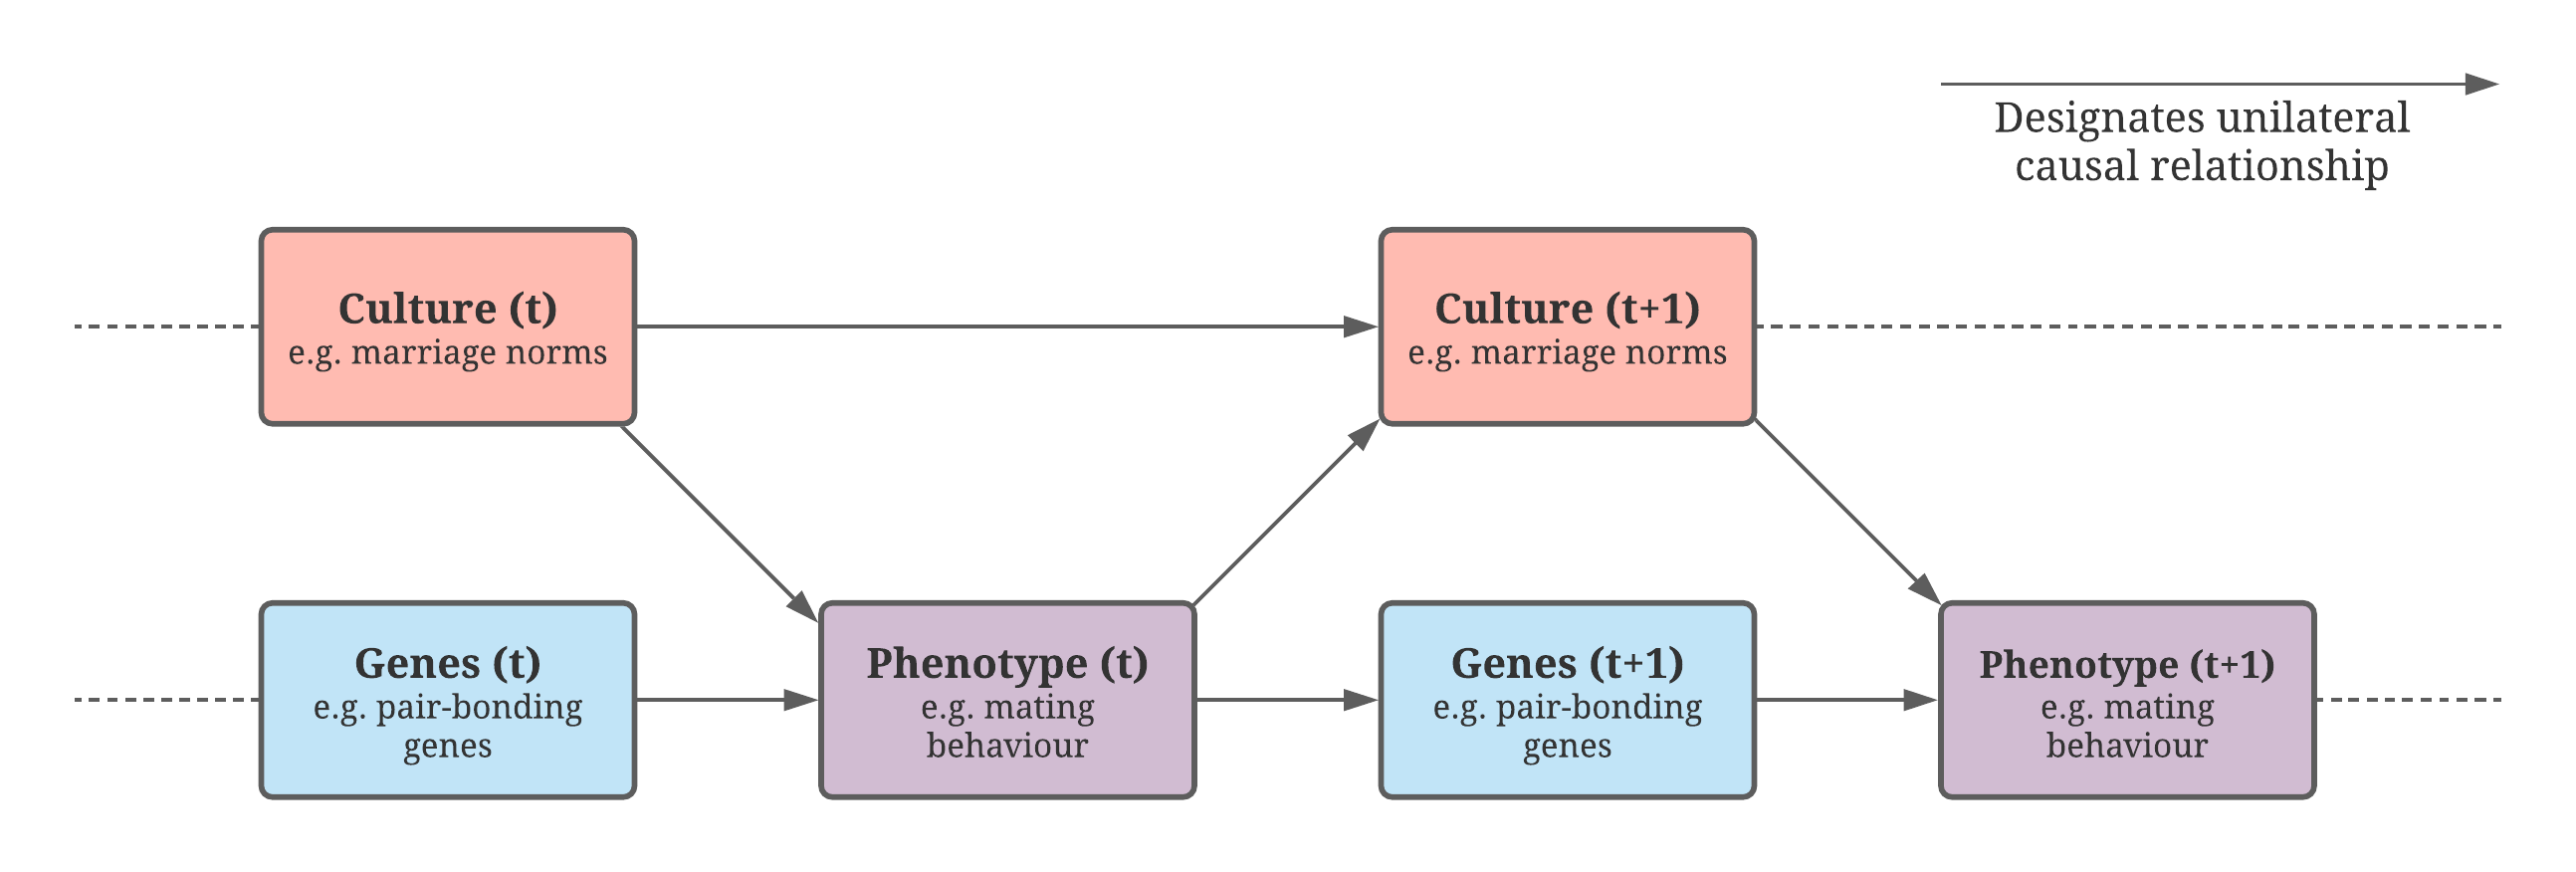 Designates unilateral
causal relationship
Culture (t)
e.g. marriage norms
Culture (t+1)
e.g. marriage norms
Genes (t)
e.g. pair-bonding
genes
Phenotype (t)
e.g. mating
behaviour
Genes (t+1)
e.g. pair-bonding
genes
Phenotype (t+1)
e.g. mating
behaviour